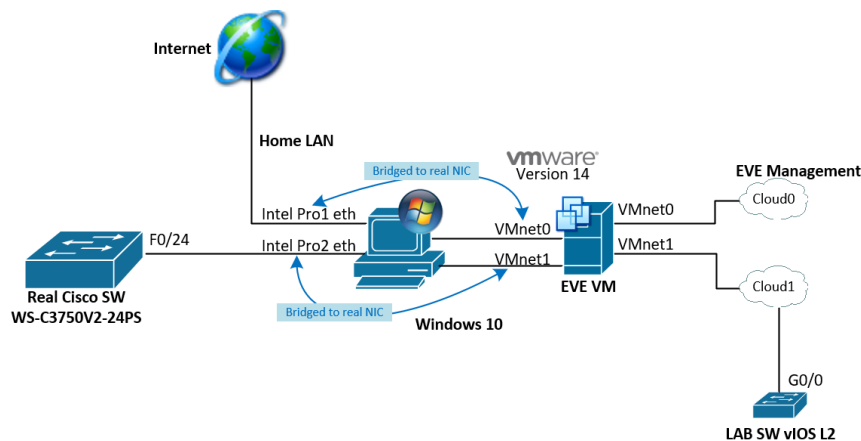 Internet
Home LAN
Bridged to real NIC
vmware®
Version 14
EVE Management
Cloud0
Intel Pro1 eth
VMnet0
VMnet0
F0/24
Intel Pro2 eth
VMnet1
VMnet1
Real Cisco SW
WS-C3750V2-24PS
Bridged to real NIC
Windows 10
EVE VM
Cloud1
G0/0
LAB SW vIOS L2